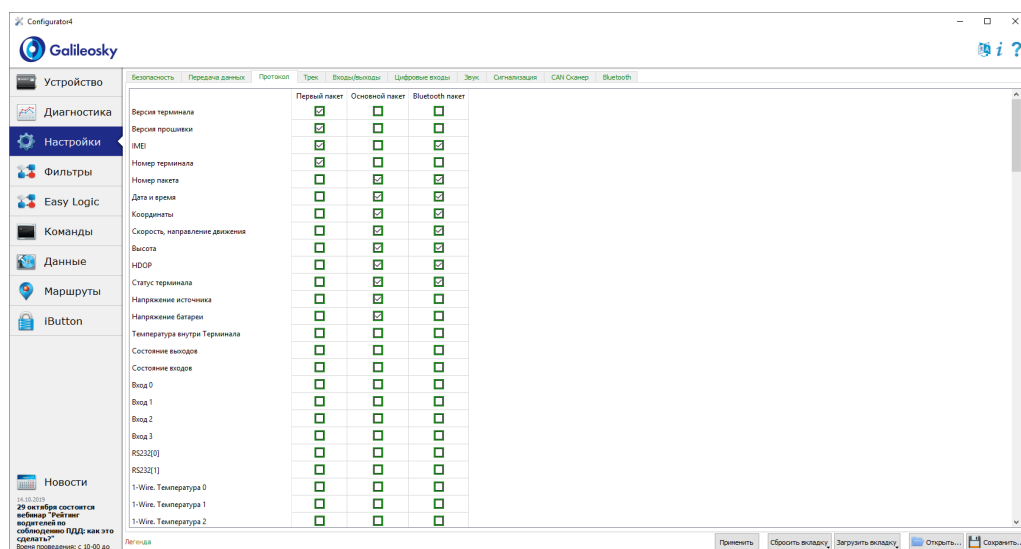 Configurator4
Galileosky
Устройство
Диагностика
Настройки
Фильтры
Easy Logic
Команды
Данные
Маршруты
iButton
Новости
14.10.2019
29 октября состоится
вебинар "Рейтинг
водителей по
соблюдению ПДД: как это
сделать?"
Время проведения: с 10-00 до
Безопасность Передача данных Протокол Трек Входы/выходы Цифровые входы Звук Сигнализация CAN Сканер Bluetooth
Первый пакет Основной пакет Bluetooth пакет
Версия терминала
Версия прошивки
IMEI
Номер терминала
Номер пакета
Дата и время
Координаты
Скорость, направление движения
Высота
HDOP
Статус терминала
Напряжение источника
Напряжение батареи
Температура внутри Терминала
Состояние выходов
Состояние входов
Вход 0
Вход 1
Вход 2
Вход 3
RS232[0]
RS232[1]
1-Wire. Температура 0
1-Wire. Температура 1
1-Wire. Температура 2
Легенда
Применить Сбросить вкладку Загрузить вкладку Открыть... Сохранить...